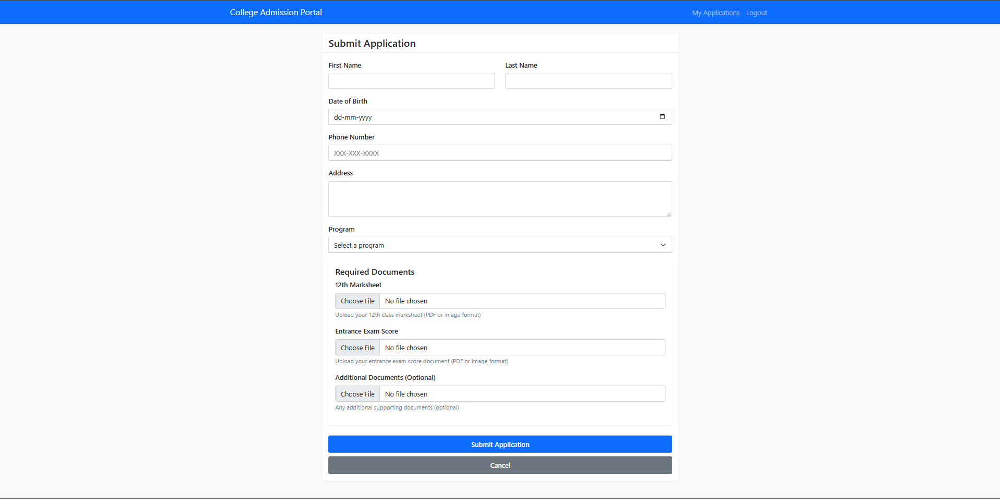 College Admission Portal
My Applications Logout
Submit Application
First Name Last Name
Date of Birth
dd-mm-yyyy
Phone Number
XXX-XXX-XXXX
Address
Program
Select a program
Required Documents
12th Marksheet
Choose File No file chosen
Upload your 12th class marksheet (PDF or image format)
Entrance Exam Score
Choose File No file chosen
Upload your entrance exam score document (PDF or image format)
Additional Documents (Optional)
Choose File No file chosen
Any additional supporting documents (optional)
Submit Application
Cancel